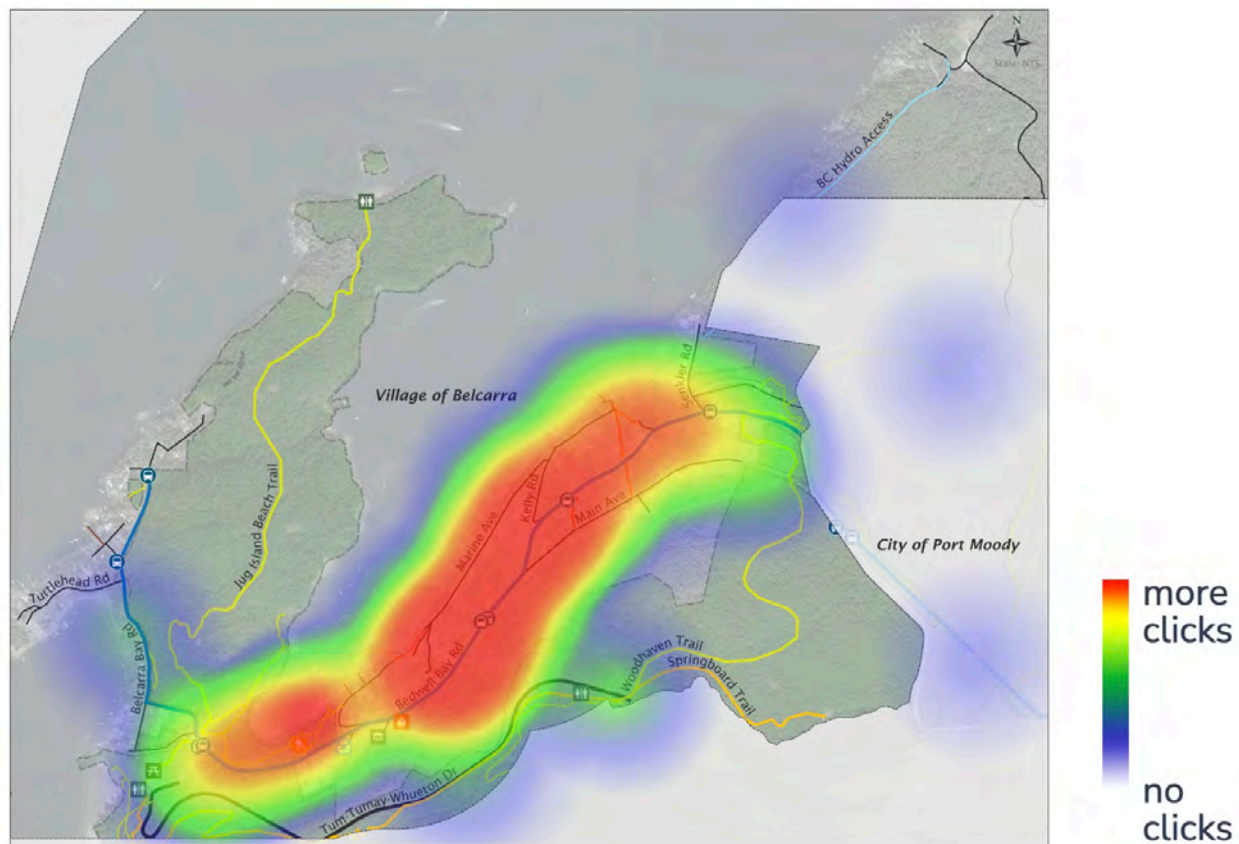 N
Scale: NTS
BC Hydro Access
Senkler Rd
Village of Belcarra
Kelly Rd
Main Ave
Marine Ave
Jug Island Beach Trail
City of Port Moody
Turtlehead Rd
Belcarra Bay Rd
Bedwell Bay Rd
Woodhaven Trail
Springboard Trail
Tum-Tumay-Whueton Dr
more
clicks
no
clicks